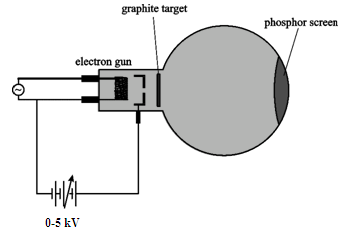 graphite target
phosphor screen
electron gun
0-5 kV